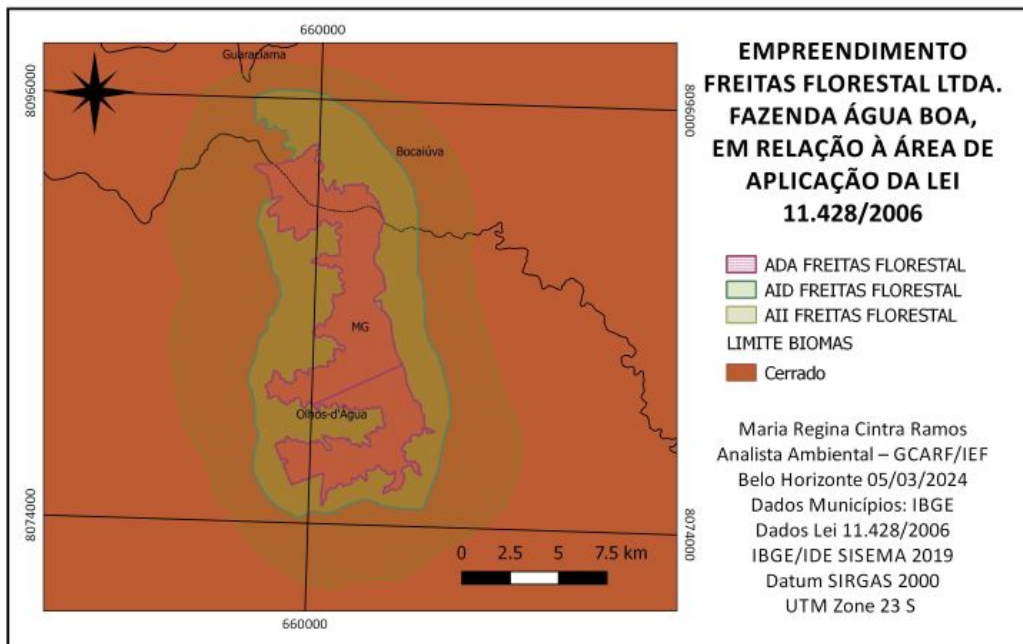 660000
Guaraciama
8096000
8096000
Bocaiúva
MG
Olhos-d'Água
8074000
8074000
0 2.5 5 7.5 km
660000
EMPREENDIMENTO
FREITAS FLORESTAL LTDA.
FAZENDA ÁGUA BOA,
EM RELAÇÃO À ÁREA DE
APLICAÇÃO DA LEI
11.428/2006
ADA FREITAS FLORESTAL
AID FREITAS FLORESTAL
AII FREITAS FLORESTAL
LIMITE BIOMAS
Cerrado
Maria Regina Cintra Ramos
Analista Ambiental – GCARF/IEF
Belo Horizonte 05/03/2024
Dados Municípios: IBGE
Dados Lei 11.428/2006
IBGE/IDE SISEMA 2019
Datum SIRGAS 2000
UTM Zone 23 S